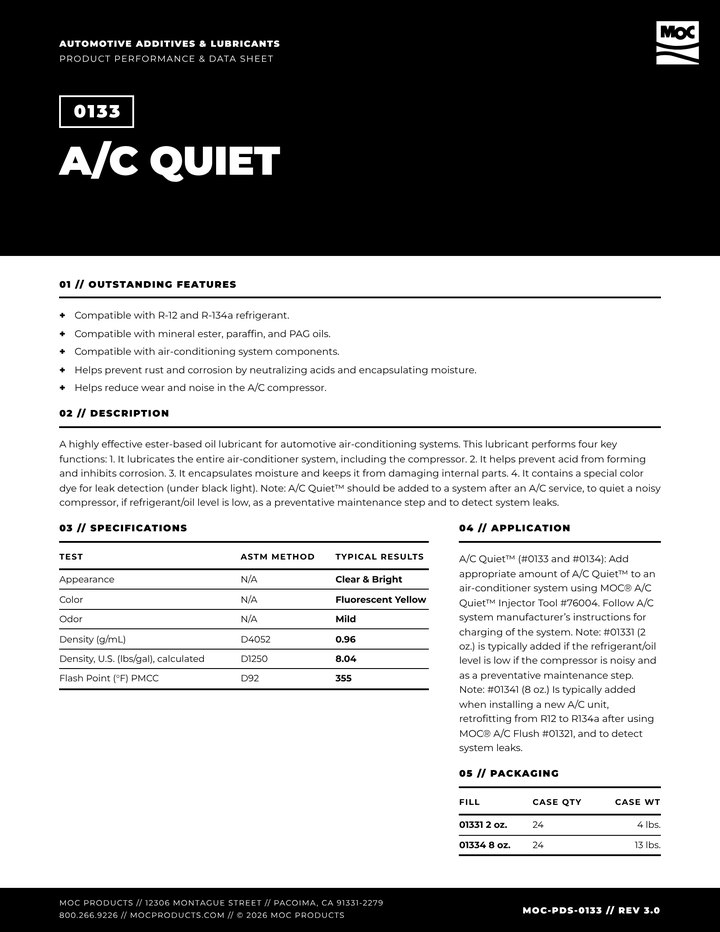 AUTOMOTIVE ADDITIVES & LUBRICANTS
PRODUCT PERFORMANCE & DATA SHEET
MOC
0133
A/C QUIET
01 // OUTSTANDING FEATURES
+ Compatible with R-12 and R-134a refrigerant.
+ Compatible with mineral ester, paraffin, and PAG oils.
+ Compatible with air-conditioning system components.
+ Helps prevent rust and corrosion by neutralizing acids and encapsulating moisture.
+ Helps reduce wear and noise in the A/C compressor.
02 // DESCRIPTION
A highly effective ester-based oil lubricant for automotive air-conditioning systems. This lubricant performs four key
functions: 1. It lubricates the entire air-conditioner system, including the compressor. 2. It helps prevent acid from forming
and inhibits corrosion. 3. It encapsulates moisture and keeps it from damaging internal parts. 4. It contains a special color
dye for leak detection (under black light). Note: A/C Quiet™ should be added to a system after an A/C service, to quiet a noisy
compressor, if refrigerant/oil level is low, as a preventative maintenance step and to detect system leaks.
03 // SPECIFICATIONS
TEST ASTM METHOD TYPICAL RESULTS
Appearance N/A Clear & Bright
Color N/A Fluorescent Yellow
Odor N/A Mild
Density (g/mL) D4052 0.96
Density, U.S. (lbs/gal), calculated D1250 8.04
Flash Point (°F) PMCC D92 355
04 // APPLICATION
A/C Quiet™ (#0133 and #0134): Add
appropriate amount of A/C Quiet™ to an
air-conditioner system using MOC® A/C
Quiet™ Injector Tool #76004. Follow A/C
system manufacturer's instructions for
charging of the system. Note: #01331 (2
oz.) is typically added if the refrigerant/oil
level is low if the compressor is noisy and
as a preventative maintenance step.
Note: #01341 (8 oz.) Is typically added
when installing a new A/C unit,
retrofitting from R12 to R134a after using
MOC® A/C Flush #01321, and to detect
system leaks.
05 // PACKAGING
FILL CASE QTY CASE WT
01331 2 oz. 24 4 lbs.
01334 8 oz. 24 13 lbs.
MOC PRODUCTS // 12306 MONTAGUE STREET // PACOIMA, CA 91331-2279
800.266.9226 // MOCPRODUCTS.COM // © 2026 MOC PRODUCTS
MOC-PDS-0133 // REV 3.0